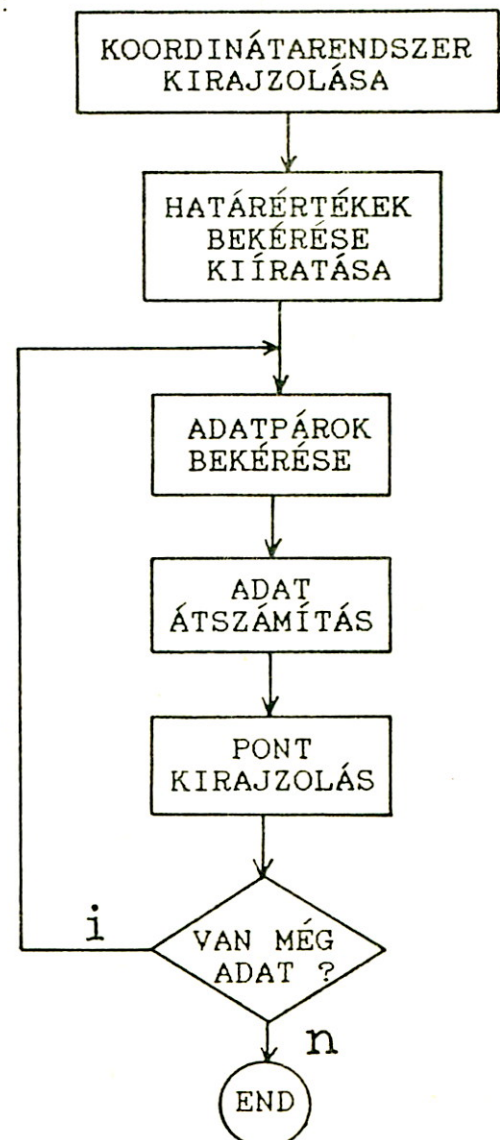 KOORDINÁTARENDSZER
KIRAJZOLÁSA
HATÁRÉRTÉKEK
BEKÉRÉSE
KIÍRATÁSA
ADATPÁROK
BEKÉRÉSE
ADAT
ÁTSZÁMÍTÁS
PONT
KIRAJZOLÁS
i
VAN MÉG
ADAT ?
n
END